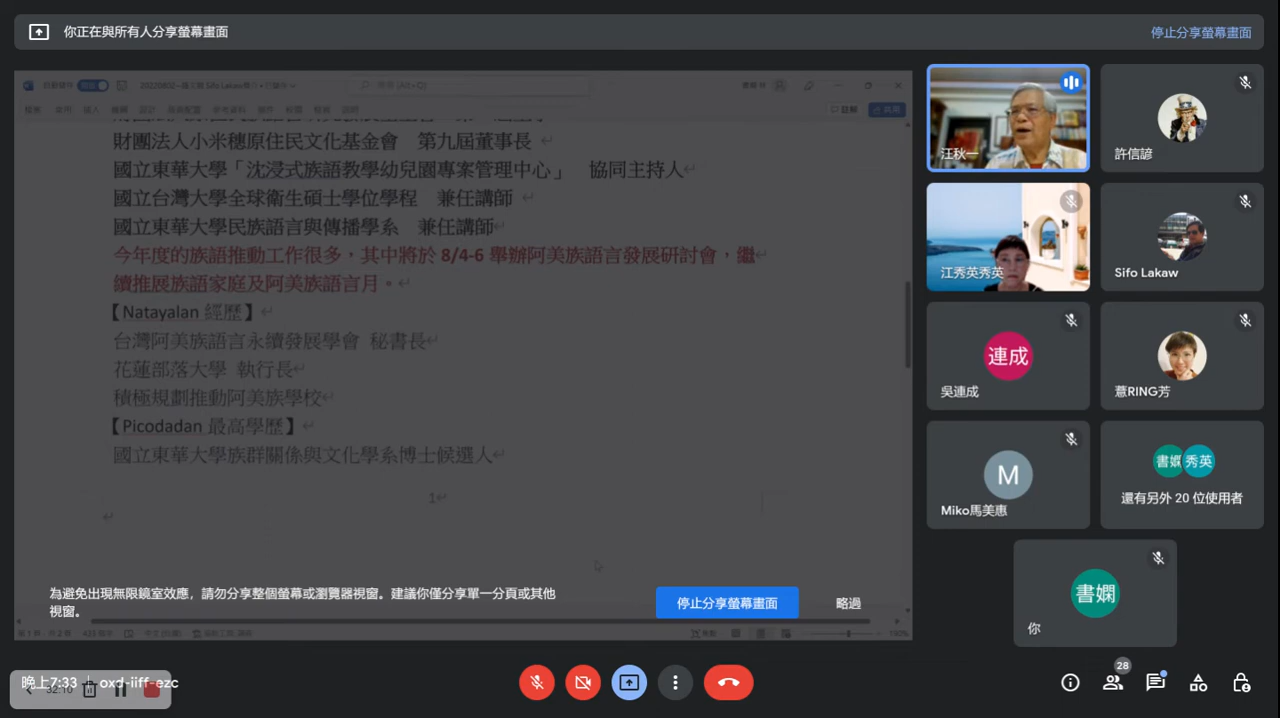 你正在與所有人分享螢幕畫面
停止分享螢幕畫面
財團法人小米穗原住民文化基金會 第九屆董事長
國立東華大學「沈浸式族語教學幼兒園專案管理中心」 協同主持人
國立台灣大學全球衛生碩士學位學程 兼任講師
國立東華大學民族語言與傳播學系 兼任講師
今年度的族語推動工作很多,其中將於 8/4-6 舉辦阿美族語言發展研討會,繼
續推展族語家庭及阿美族語言月。
【Natayalan 經歷】
台灣阿美族語言永續發展學會 秘書長
花蓮部落大學 執行長
積極規劃推動阿美族學校
【Picodadan 最高學歷】
國立東華大學族群關係與文化學系博士候選人
1
為避免出現無限鏡室效應,請勿分享整個螢幕或瀏覽器視窗。建議你僅分享單一分頁或其他
視窗。
停止分享螢幕畫面
略過
汪秋一
許信諺
江秀英秀英
Sifo Lakaw
連成
吳連成
薏RING芳
M
Miko馬美惠
書嫻
秀英
還有另外 20 位使用者
書嫻
你
晚上7:33
oxd-iiff-ezc
32:10
28